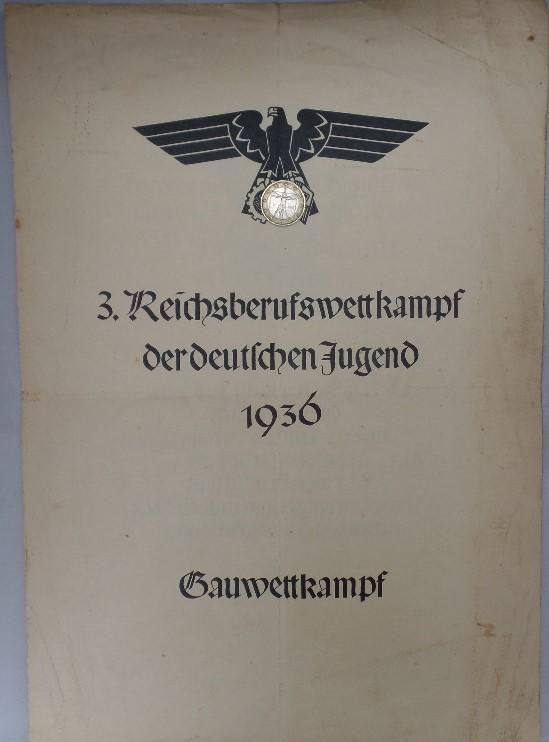 3. Reichsberufswettkampf
der deutſchen Jugend
1936
Gauwettkampf